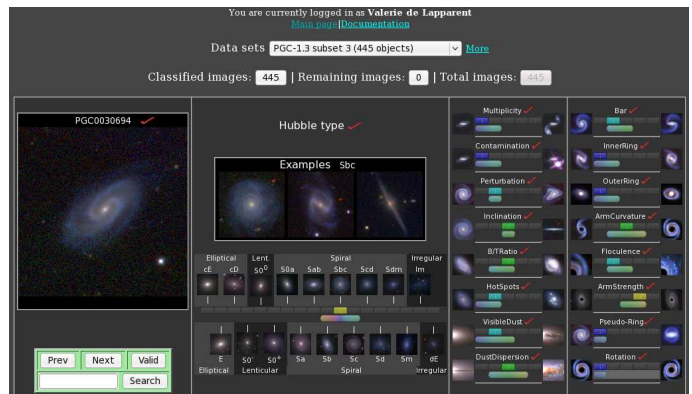 You are currently logged in as Valerie de Lapparent
Main page|Documentation
Data sets PGC-1.3 subset 3 (445 objects) More
Classified images: 445 | Remaining images: 0 | Total images: 445
PGC0030694
Hubble type
Examples Sbc
Elliptical Lent. Spiral Irregular
cE cD S0⁰ S0a Sab Sbc Scd Sdm Im
E S0⁻ S0⁺ Sa Sb Sc Sd Sm dE
Elliptical Lenticular Spiral Irregular
Prev Next Valid
Search
Multiplicity
Contamination
Perturbation
Inclination
B/TRatio
HotSpots
VisibleDust
DustDispersion
Bar
InnerRing
OuterRing
ArmCurvature
Floculence
ArmStrength
Pseudo-Ring
Rotation